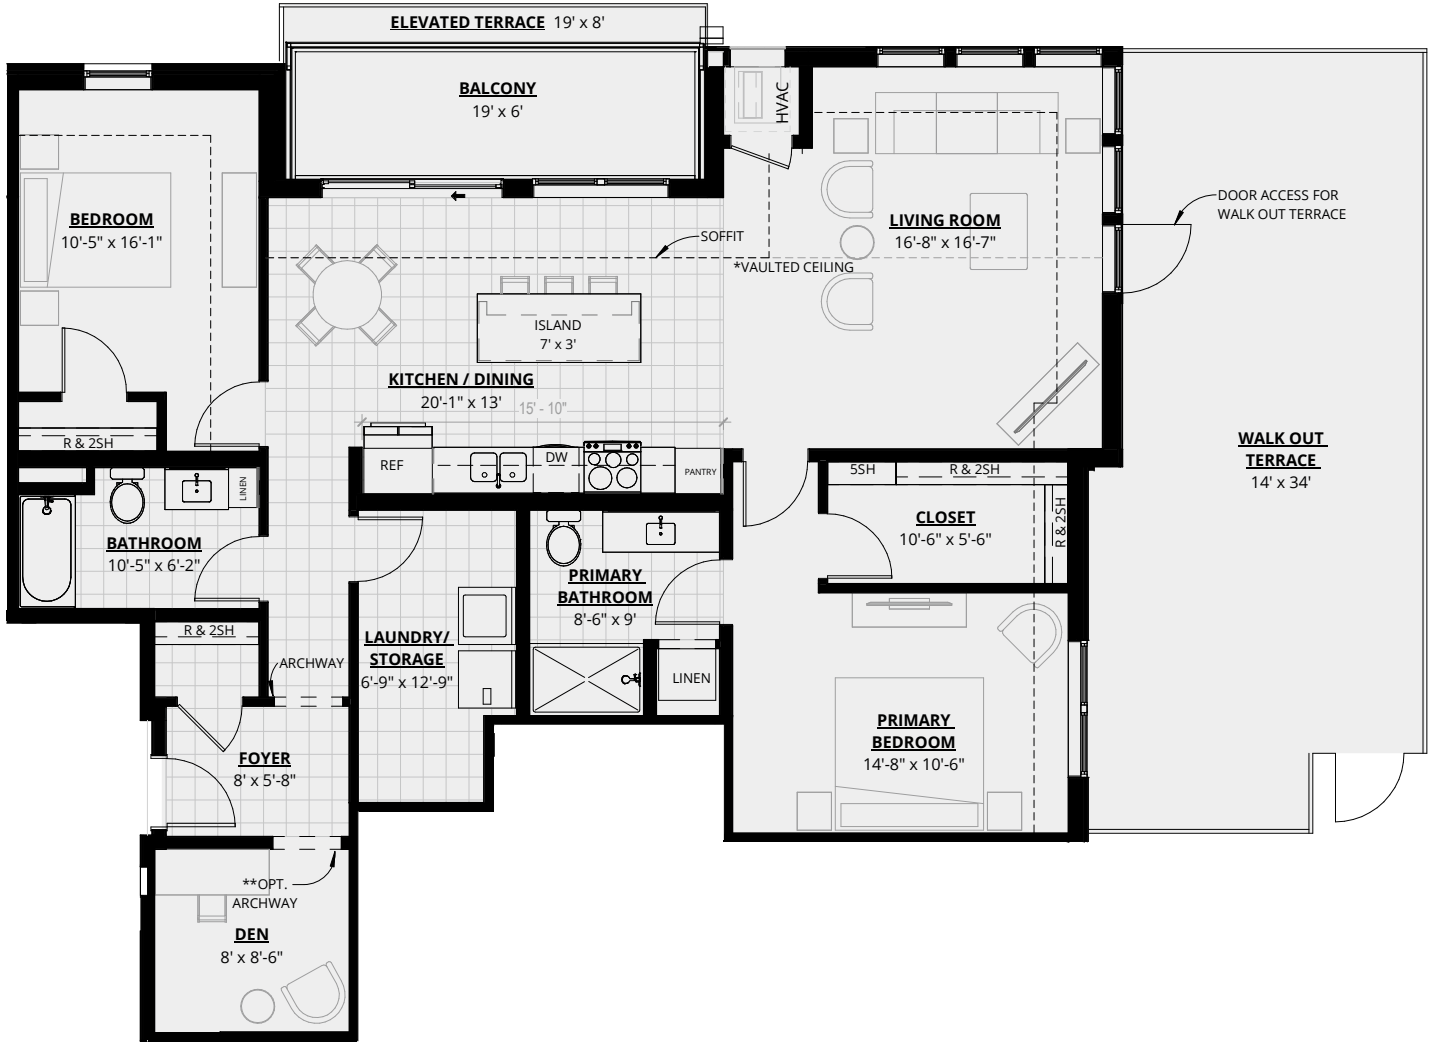 ELEVATED TERRACE 19' x 8'
BALCONY
19' x 6'
HVAC
BEDROOM
10'-5" x 16'-1"
LIVING ROOM
16'-8" x 16'-7"
DOOR ACCESS FOR
WALK OUT TERRACE
SOFFIT
*VAULTED CEILING
ISLAND
7' x 3'
KITCHEN / DINING
20'-1" x 13'
15' - 10"
R & 2SH
REF
DW
PANTRY
WALK OUT
TERRACE
14' x 34'
5SH
R & 2SH
R & 2SH
CLOSET
10'-6" x 5'-6"
LINEN
BATHROOM
10'-5" x 6'-2"
PRIMARY
BATHROOM
8'-6" x 9'
R & 2SH
LAUNDRY/
STORAGE
6'-9" x 12'-9"
ARCHWAY
LINEN
PRIMARY
BEDROOM
14'-8" x 10'-6"
FOYER
8' x 5'-8"
**OPT.
ARCHWAY
DEN
8' x 8'-6"